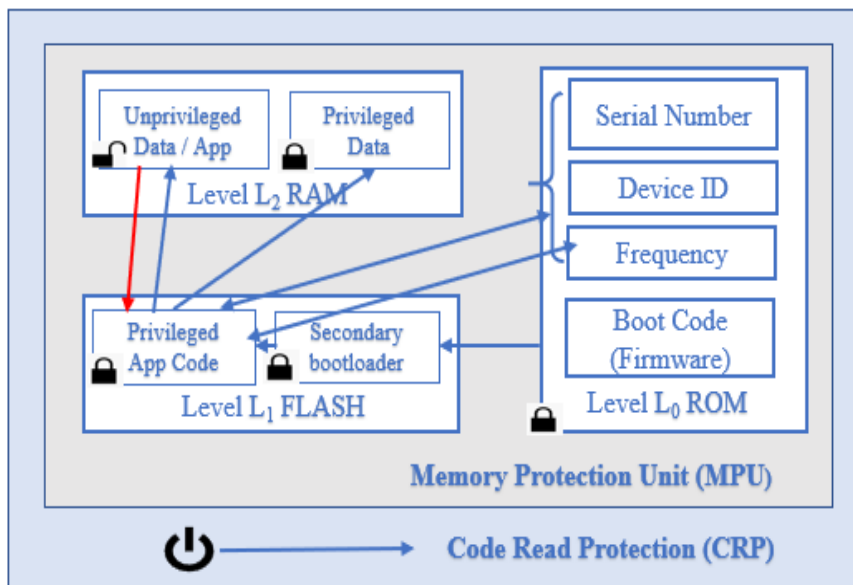 Unprivileged
Data / App
Privileged
Data
Level L₂ RAM
Serial Number
Device ID
Frequency
Boot Code
(Firmware)
Level L₀ ROM
Privileged
App Code
Secondary
bootloader
Level L₁ FLASH
Memory Protection Unit (MPU)
Code Read Protection (CRP)